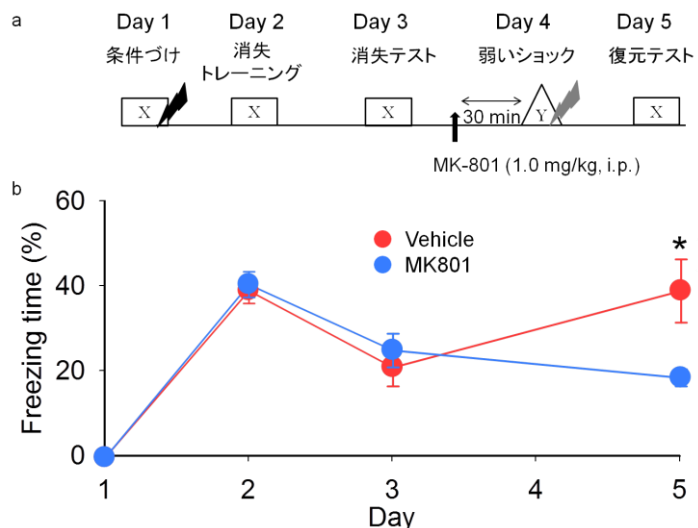 a
Day 1 Day 2 Day 3 Day 4 Day 5
条件づけ 消失 消失テスト 弱いショック 復元テスト
トレーニング
X X X Y X
30 min
MK-801 (1.0 mg/kg, i.p.)
b
60
Vehicle
MK801
*
40
20
0
Freezing time (%)
1 2 3 4 5
Day